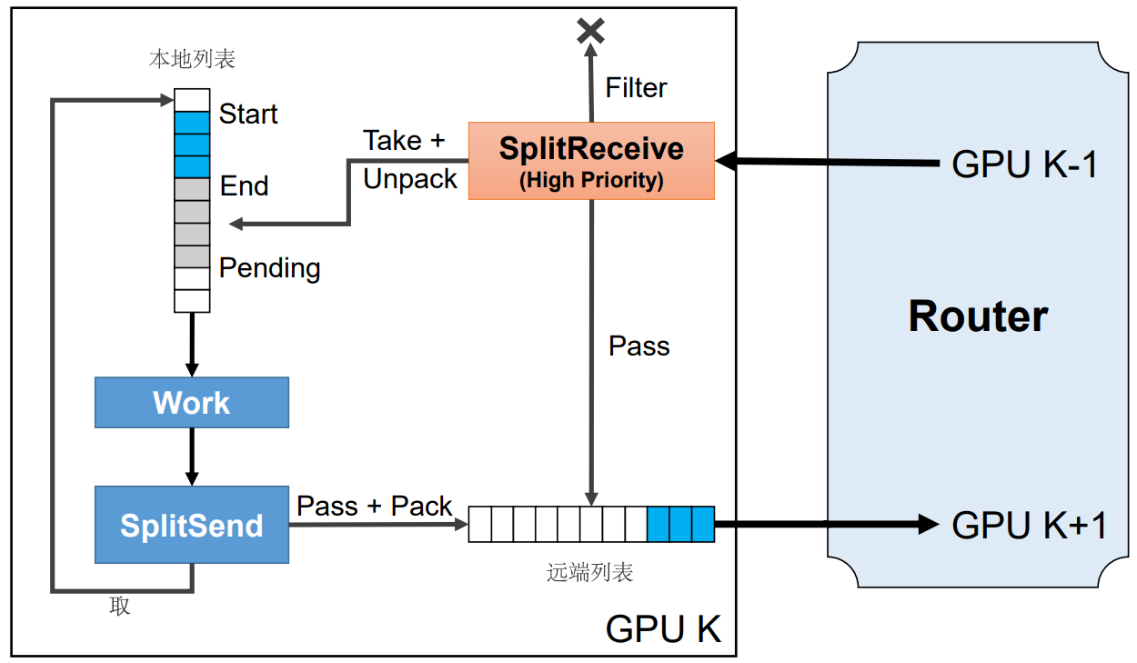 本地列表
Start
End
Pending
Work
SplitSend
取
Take +
Unpack
Filter
SplitReceive
(High Priority)
Pass
Pass + Pack
远端列表
GPU K
GPU K-1
Router
GPU K+1